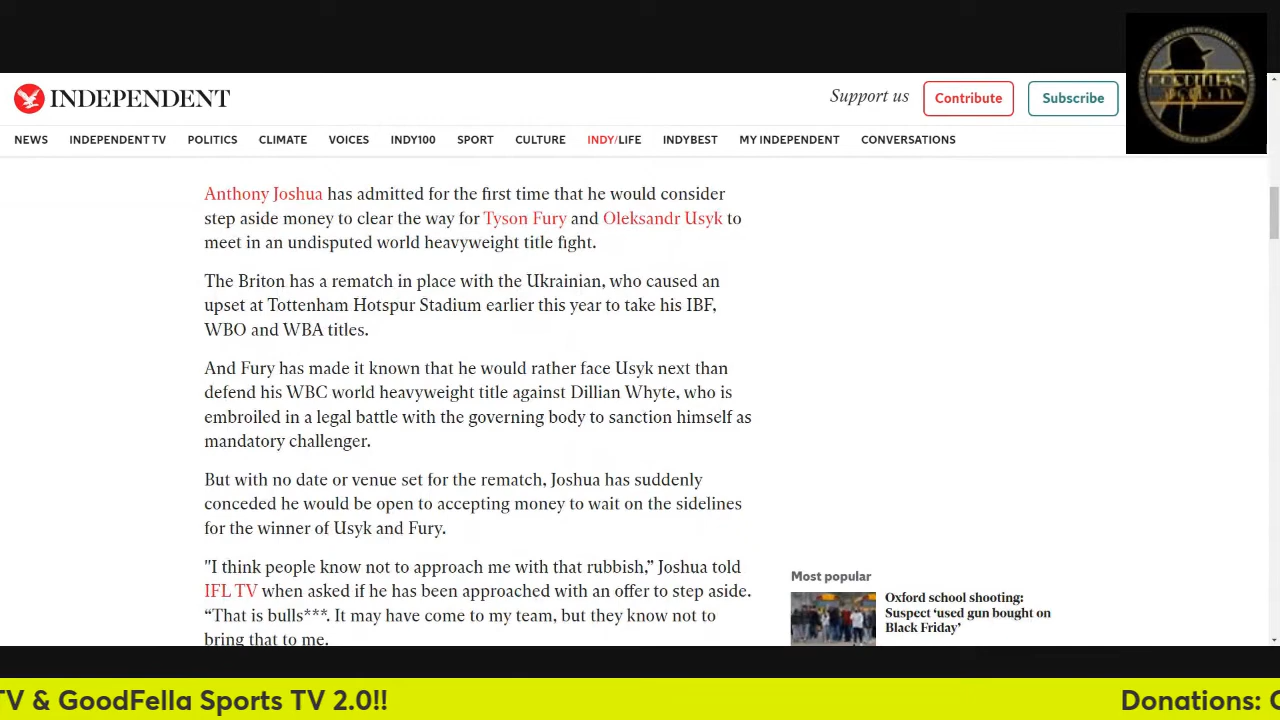 INDEPENDENT
Support us
Contribute
Subscribe
NEWS INDEPENDENT TV POLITICS CLIMATE VOICES INDY100 SPORT CULTURE INDY/LIFE INDYBEST MY INDEPENDENT CONVERSATIONS
Anthony Joshua has admitted for the first time that he would consider
step aside money to clear the way for Tyson Fury and Oleksandr Usyk to
meet in an undisputed world heavyweight title fight.
The Briton has a rematch in place with the Ukrainian, who caused an
upset at Tottenham Hotspur Stadium earlier this year to take his IBF,
WBO and WBA titles.
And Fury has made it known that he would rather face Usyk next than
defend his WBC world heavyweight title against Dillian Whyte, who is
embroiled in a legal battle with the governing body to sanction himself as
mandatory challenger.
But with no date or venue set for the rematch, Joshua has suddenly
conceded he would be open to accepting money to wait on the sidelines
for the winner of Usyk and Fury.
"I think people know not to approach me with that rubbish,” Joshua told
IFL TV when asked if he has been approached with an offer to step aside.
“That is bulls***. It may have come to my team, but they know not to
bring that to me.
Most popular
Oxford school shooting:
Suspect ‘used gun bought on
Black Friday’
TV & GoodFella Sports TV 2.0!!
Donations: